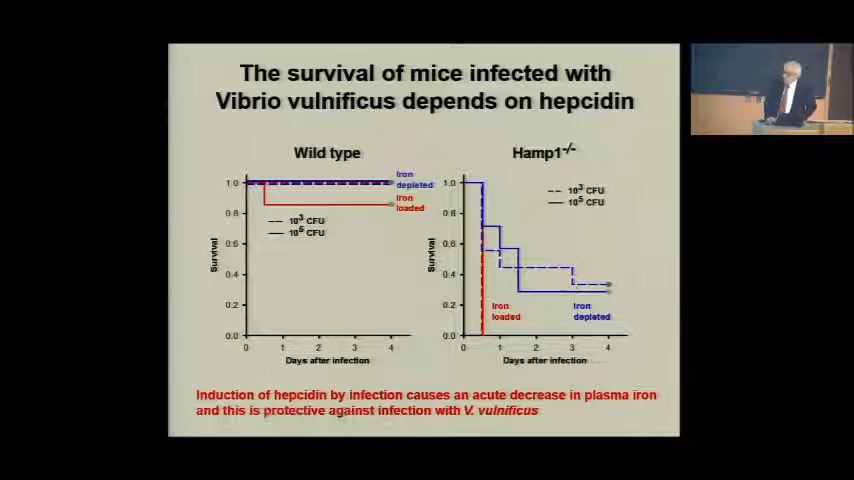 The survival of mice infected with
Vibrio vulnificus depends on hepcidin
Wild type
Survival
1.0
0.8
0.6
0.4
0.2
0.0
0 1 2 3 4
Days after infection
Iron
depleted
Iron
loaded
10³ CFU
10⁵ CFU
Hamp1-/-
Survival
1.0
0.8
0.6
0.4
0.2
0.0
0 1 2 3 4
Days after infection
10³ CFU
10⁵ CFU
Iron
loaded
Iron
depleted
Induction of hepcidin by infection causes an acute decrease in plasma iron
and this is protective against infection with V. vulnificus